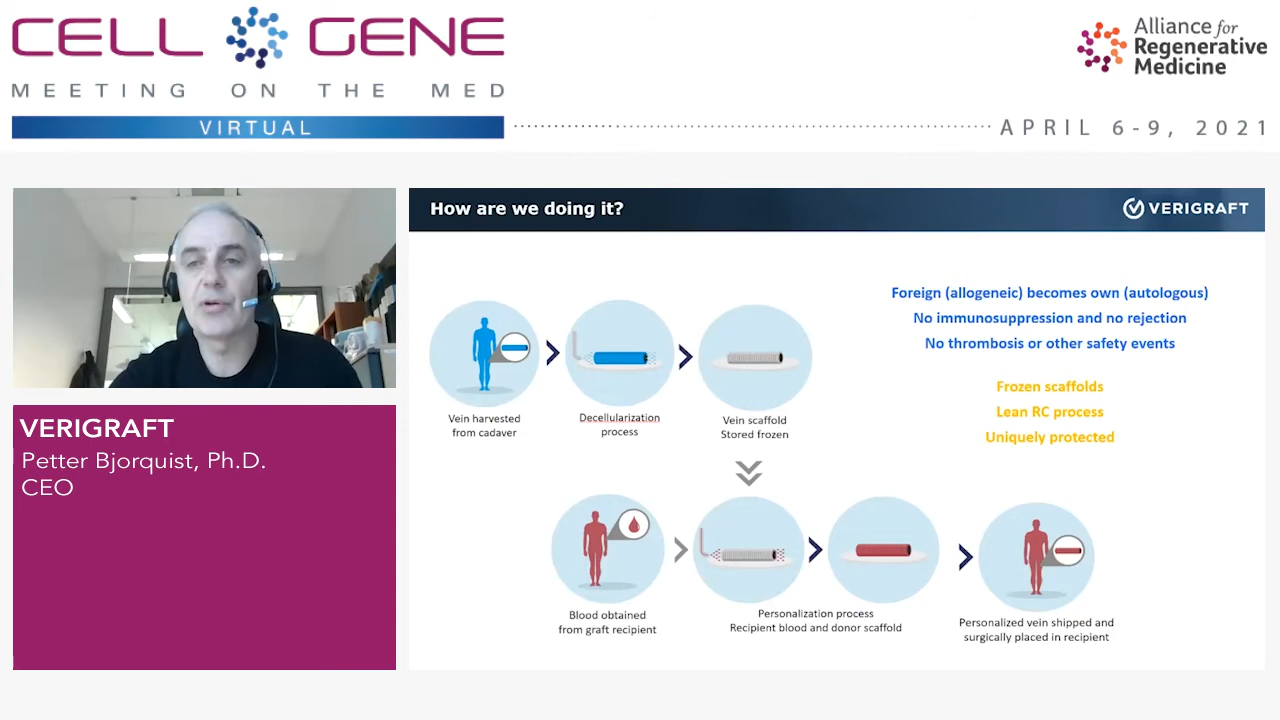 CELL GENE
MEETING ON THE MED
VIRTUAL
Alliance for
Regenerative
Medicine
APRIL 6-9, 2021
VERIGRAFT
Petter Bjorquist, Ph.D.
CEO
How are we doing it?
VERIGRAFT
Foreign (allogeneic) becomes own (autologous)
No immunosuppression and no rejection
No thrombosis or other safety events
Frozen scaffolds
Lean RC process
Uniquely protected
Vein harvested
from cadaver
Decellularization
process
Vein scaffold
Stored frozen
Blood obtained
from graft recipient
Personalization process
Recipient blood and donor scaffold
Personalized vein shipped and
surgically placed in recipient